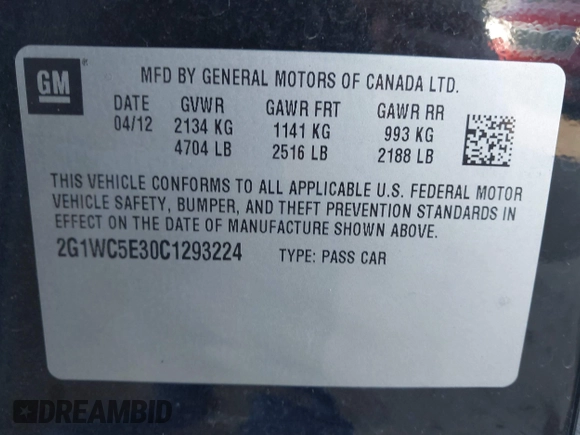 GM
MFD BY GENERAL MOTORS OF CANADA LTD.
DATE GVWR GAWR FRT GAWR RR
04/12 2134 KG 1141 KG 993 KG
4704 LB 2516 LB 2188 LB
THIS VEHICLE CONFORMS TO ALL APPLICABLE U.S. FEDERAL MOTOR
VEHICLE SAFETY, BUMPER, AND THEFT PREVENTION STANDARDS IN
EFFECT ON THE DATE OF MANUFACTURE SHOWN ABOVE.
2G1WC5E30C1293224 TYPE: PASS CAR
DREAMBID